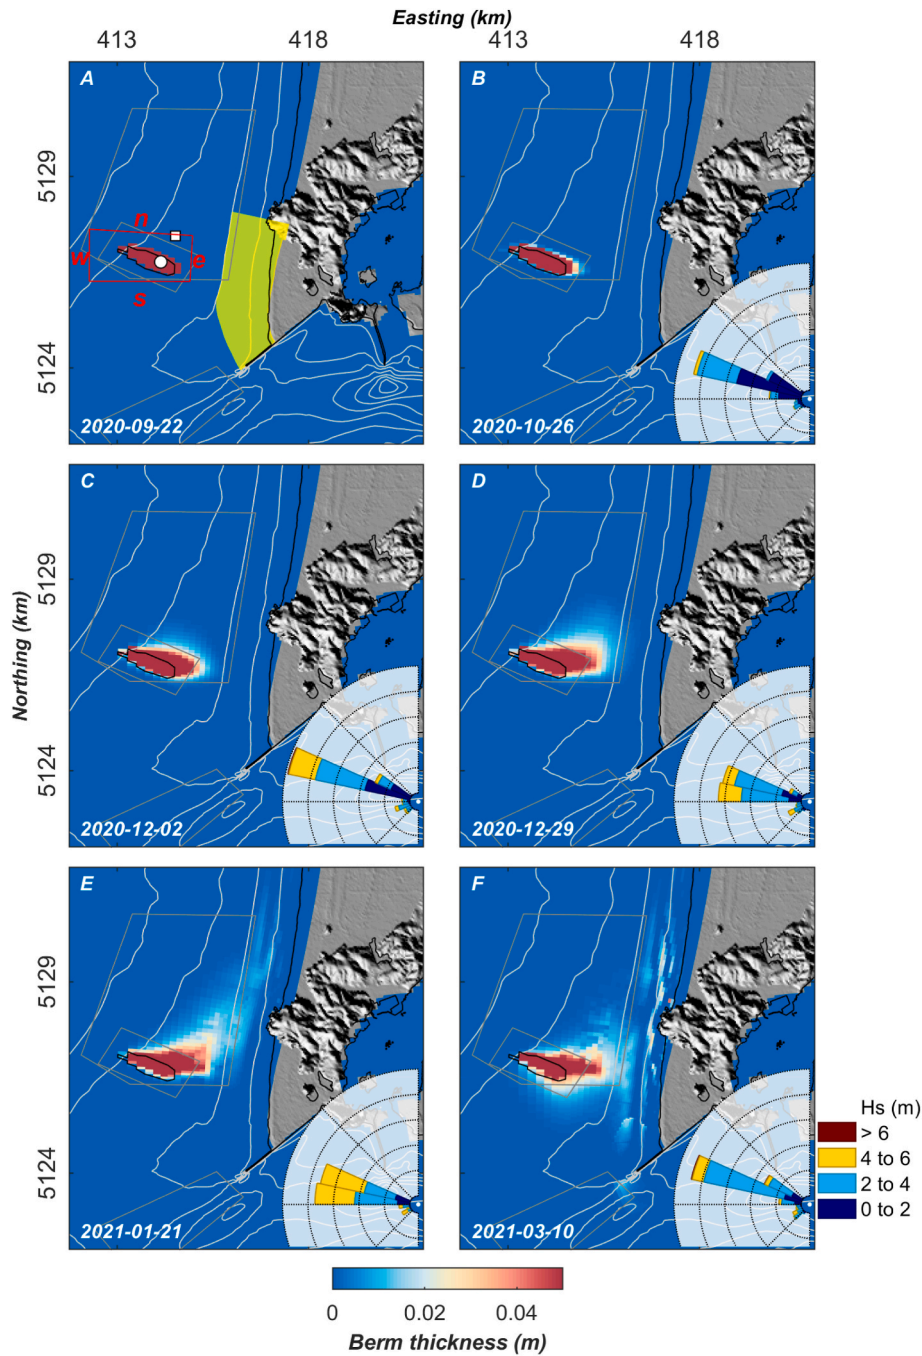 Easting (km)
413 418 413 418
A B
5129
n
w e
s
5124
2020-09-22 2020-10-26
C D
5129
Northing (km)
5124
2020-12-02 2020-12-29
E F
5129
Hs (m)
> 6
4 to 6
5124
2 to 4
0 to 2
2021-01-21 2021-03-10
0 0.02 0.04
Berm thickness (m)